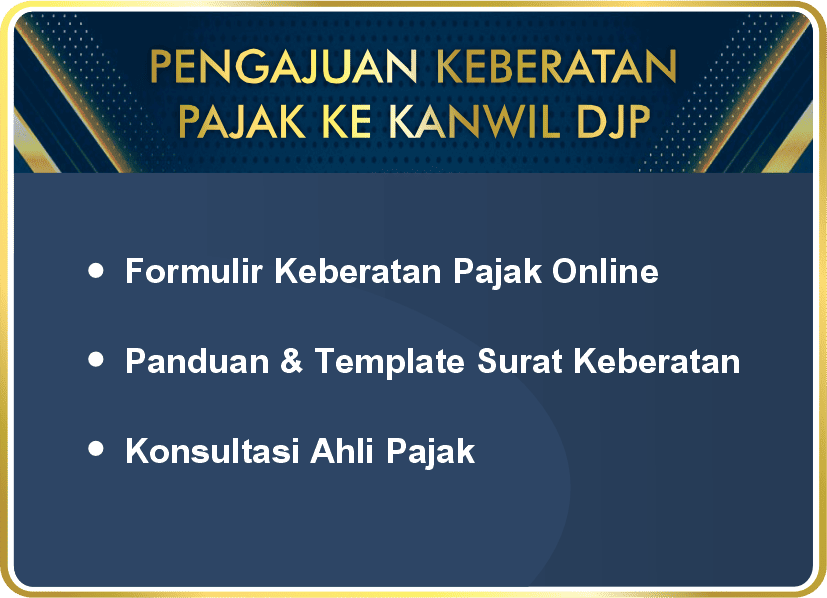 PENGAJUAN KEBERATAN
PAJAK KE KANWIL DJP
• Formulir Keberatan Pajak Online
• Panduan & Template Surat Keberatan
• Konsultasi Ahli Pajak